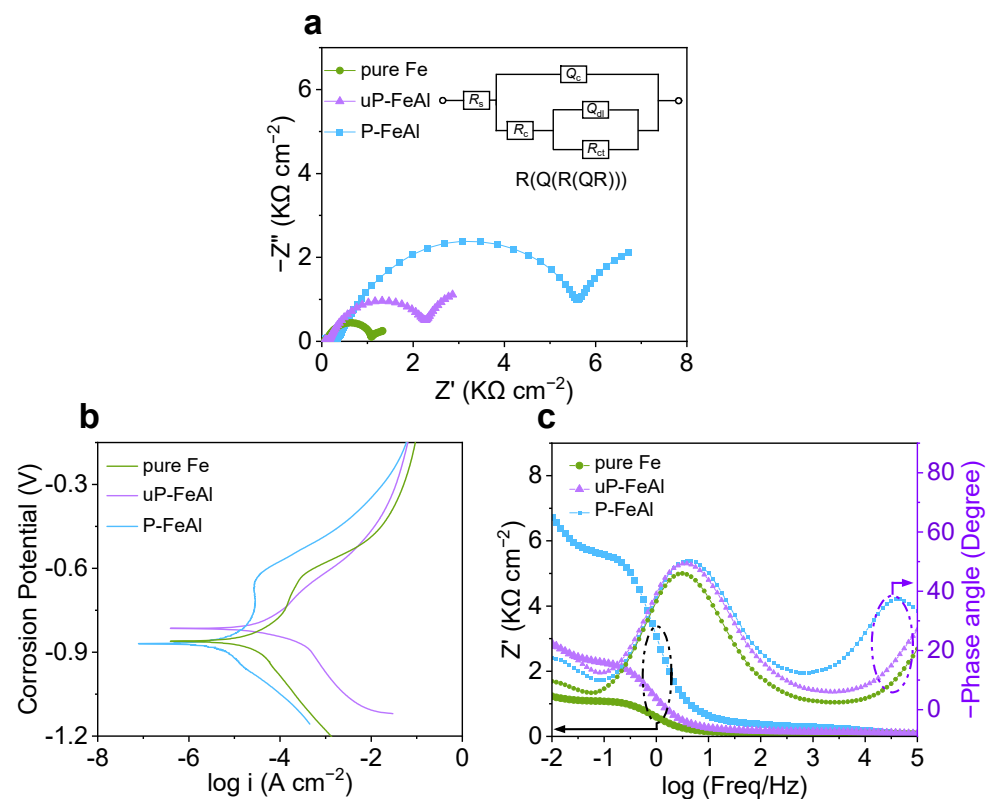 a
pure Fe
uP-FeAl
P-FeAl
Qc
Rs
Qdl
Rc
Rct
R(Q(R(QR)))
−Z'' (KΩ cm⁻²)
6
4
2
0
0 2 4 6 8
Z' (KΩ cm⁻²)
b
pure Fe
uP-FeAl
P-FeAl
Corrosion Potential (V)
-0.3
-0.6
-0.9
-1.2
-8 -6 -4 -2 0
log i (A cm⁻²)
c
pure Fe
uP-FeAl
P-FeAl
Z' (KΩ cm⁻²)
8
6
4
2
0
-2 -1 0 1 2 3 4 5
log (Freq/Hz)
90
80
60
50
40
30
20
10
0
−Phase angle (Degree)